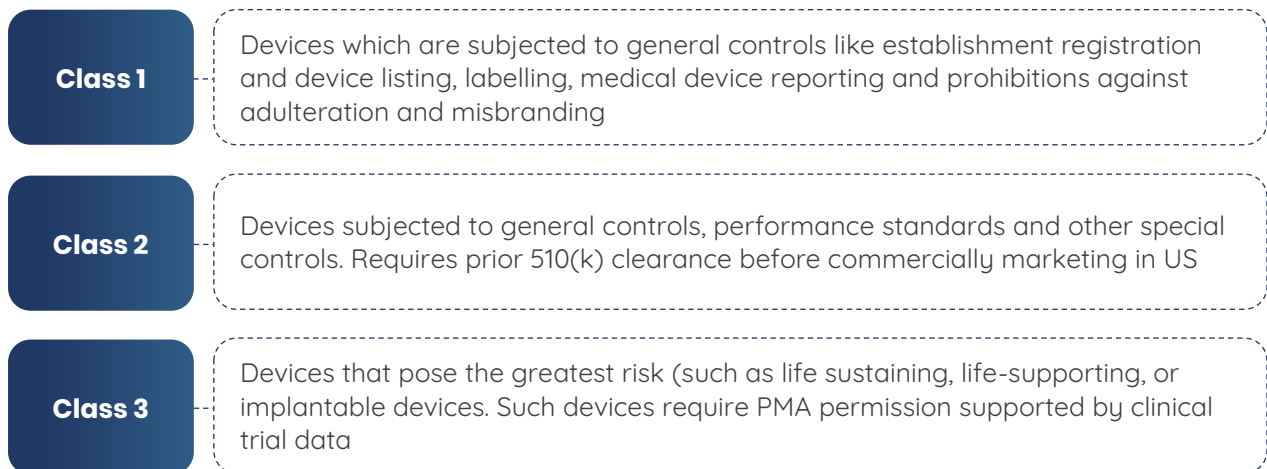 Class 1
Devices which are subjected to general controls like establishment registration
and device listing, labelling, medical device reporting and prohibitions against
adulteration and misbranding
Class 2
Devices subjected to general controls, performance standards and other special
controls. Requires prior 510(k) clearance before commercially marketing in US
Class 3
Devices that pose the greatest risk (such as life sustaining, life-supporting, or
implantable devices. Such devices require PMA permission supported by clinical
trial data